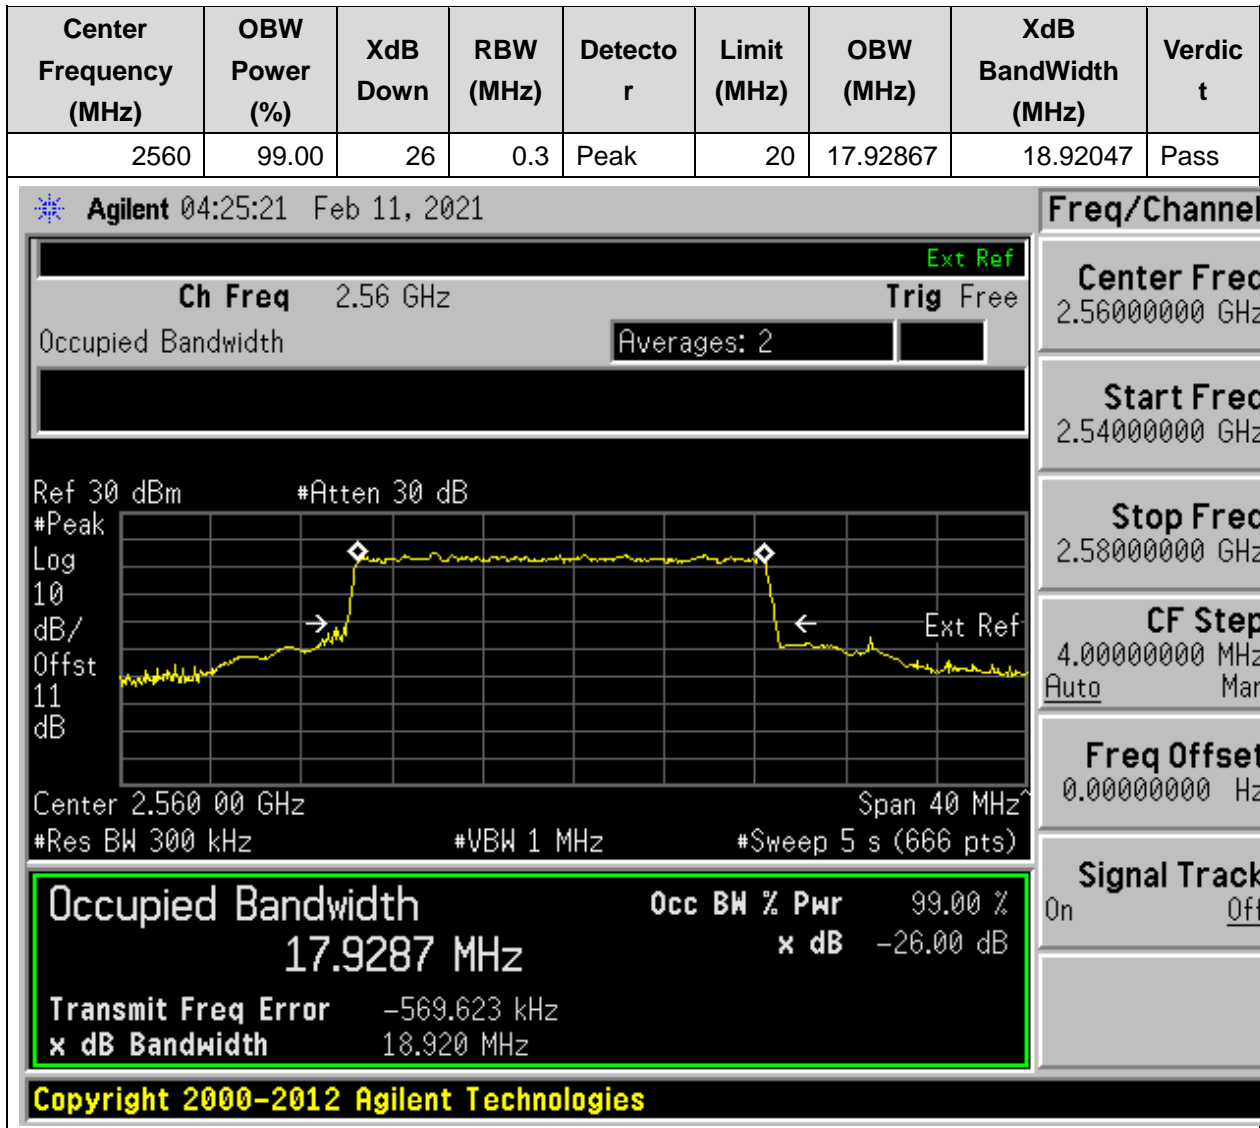 Center Frequency (MHz) OBW Power (%) XdB Down RBW (MHz) Detecto r Limit (MHz) OBW (MHz) XdB BandWidth (MHz) Verdic t
2560 99.00 26 0.3 Peak 20 17.92867 18.92047 Pass
Agilent 04:25:21 Feb 11, 2021
Ext Ref
Ch Freq 2.56 GHz Trig Free
Occupied Bandwidth Averages: 2
Ref 30 dBm #Atten 30 dB
#Peak
Log
10
dB/
Offst
11
dB
Ext Ref
Center 2.560 00 GHz Span 40 MHz^
#Res BW 300 kHz #VBW 1 MHz #Sweep 5 s (666 pts)
Occupied Bandwidth Occ BW % Pwr 99.00 %
17.9287 MHz x dB -26.00 dB
Transmit Freq Error -569.623 kHz
x dB Bandwidth 18.920 MHz
Copyright 2000-2012 Agilent Technologies
Freq/Channel
Center Freq
2.56000000 GHz
Start Freq
2.54000000 GHz
Stop Freq
2.58000000 GHz
CF Step
4.00000000 MHz
Auto Man
Freq Offset
0.00000000 Hz
Signal Track
On Off